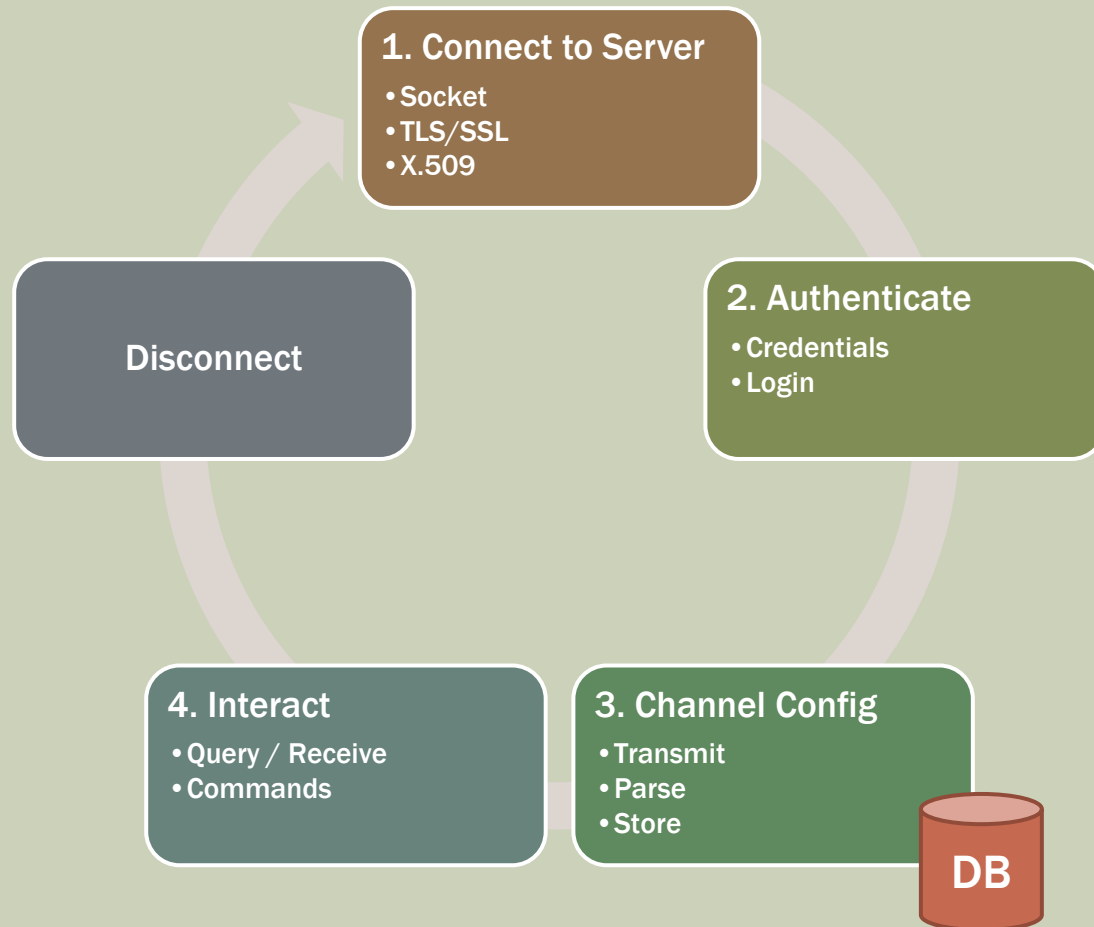 1. Connect to Server
• Socket
• TLS/SSL
• X.509
2. Authenticate
• Credentials
• Login
3. Channel Config
• Transmit
• Parse
• Store
DB
4. Interact
• Query / Receive
• Commands
Disconnect